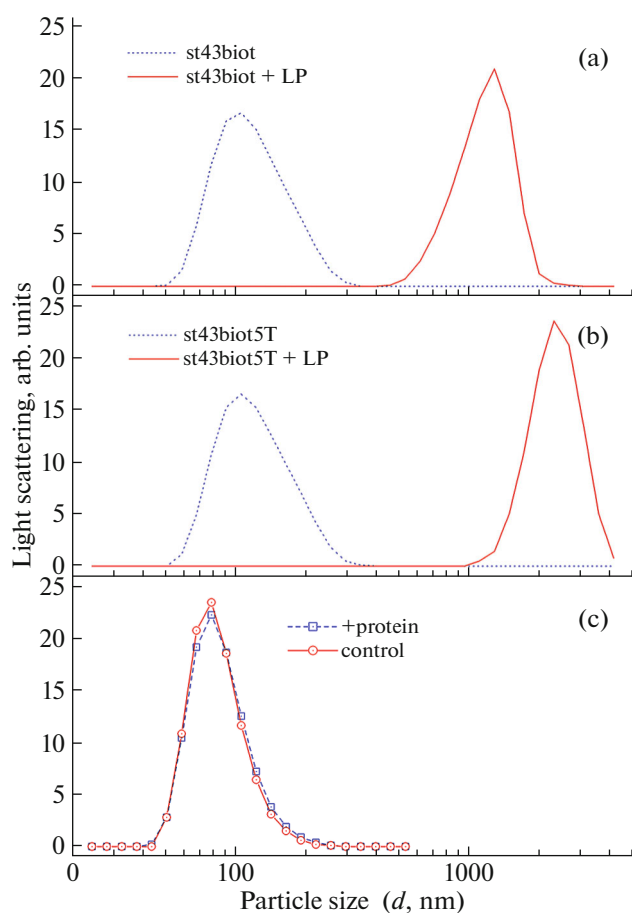 25
20
15
10
5
0
st43biot
st43biot + LP
(a)
25
20
15
10
5
0
st43biot5T
st43biot5T + LP
(b)
25
20
15
10
5
0
+protein
control
(c)
0
100
1000
Light scattering, arb. units
Particle size (d, nm)